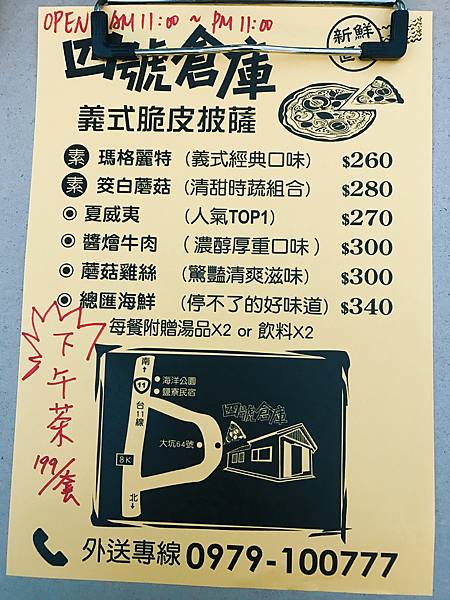 OPEN AM 11:00 ~ PM 11:00
新鮮
四號倉庫
義式脆皮披薩
素 瑪格麗特 (義式經典口味) $260
素 筊白蘑菇 (清甜時蔬組合) $280
夏威夷 (人氣TOP1) $270
醬燴牛肉 (濃醇厚重口味) $300
蘑菇雞絲 (驚豔清爽滋味) $300
總匯海鮮 (停不了的好味道) $340
每餐附贈湯品X2 or 飲料X2
下午茶
199/套
南
11
台11線
海洋公園
鹽寮民宿
四號倉庫
大坑64號
8K
北
外送專線 0979-100777